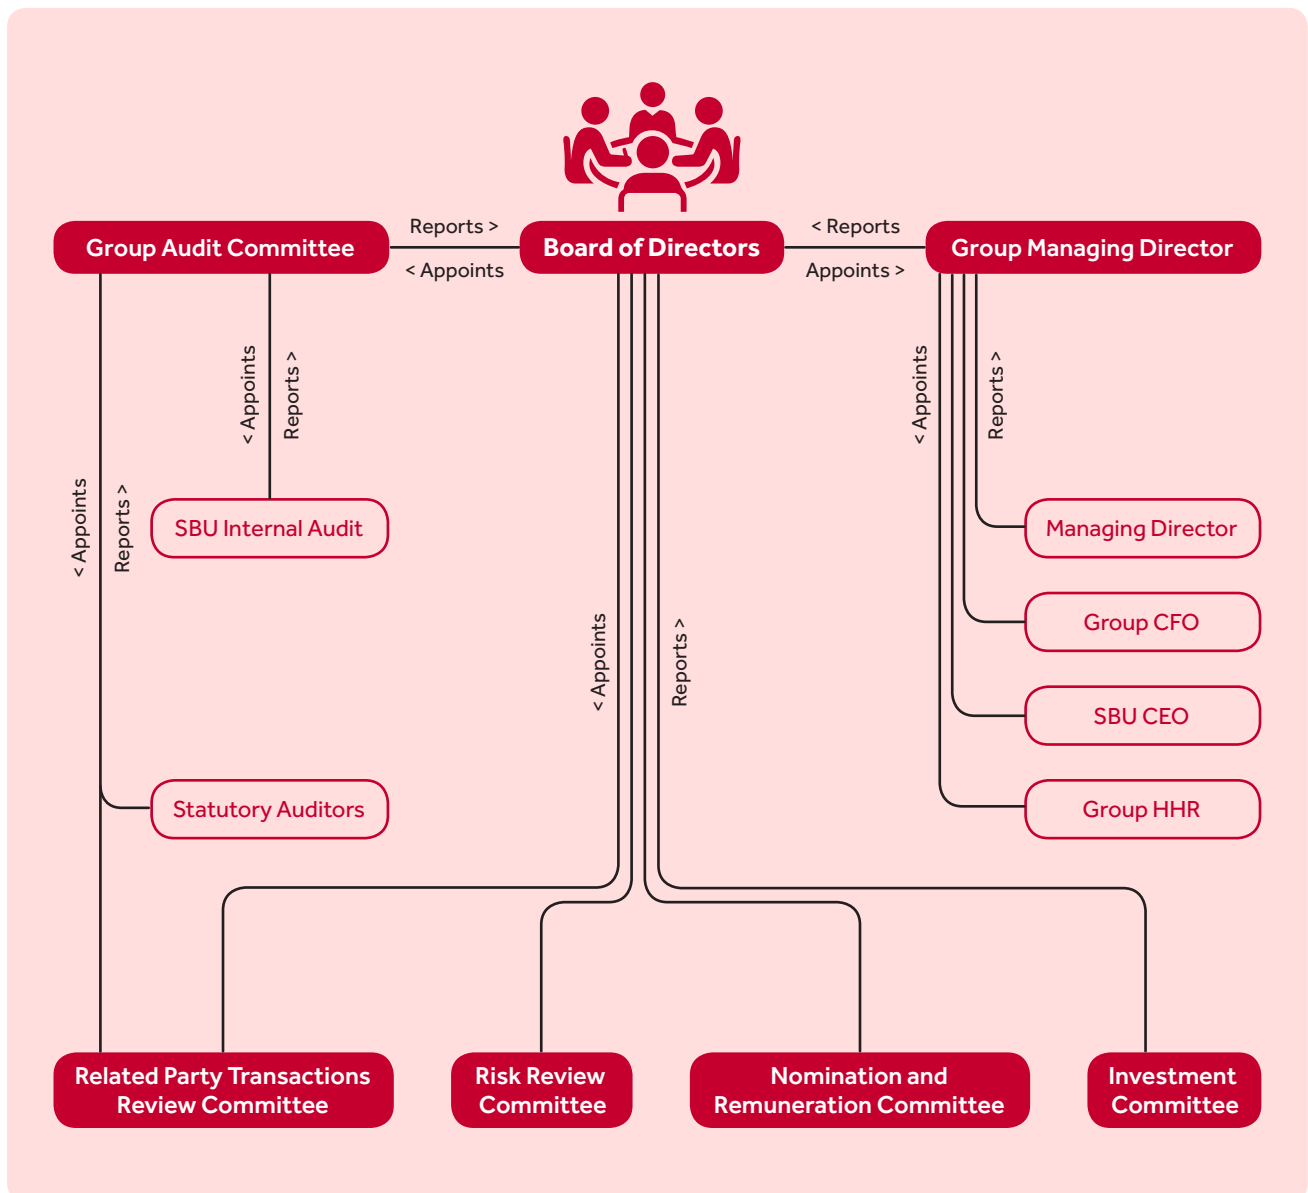 Reports >
< Reports
Group Audit Committee
Board of Directors
Group Managing Director
< Appoints
Appoints >
< Appoints
Reports >
< Appoints
Reports >
< Appoints
Reports >
SBU Internal Audit
Managing Director
Group CFO
< Appoints
Reports >
SBU CEO
Statutory Auditors
Group HHR
Related Party Transactions
Review Committee
Risk Review
Committee
Nomination and
Remuneration Committee
Investment
Committee